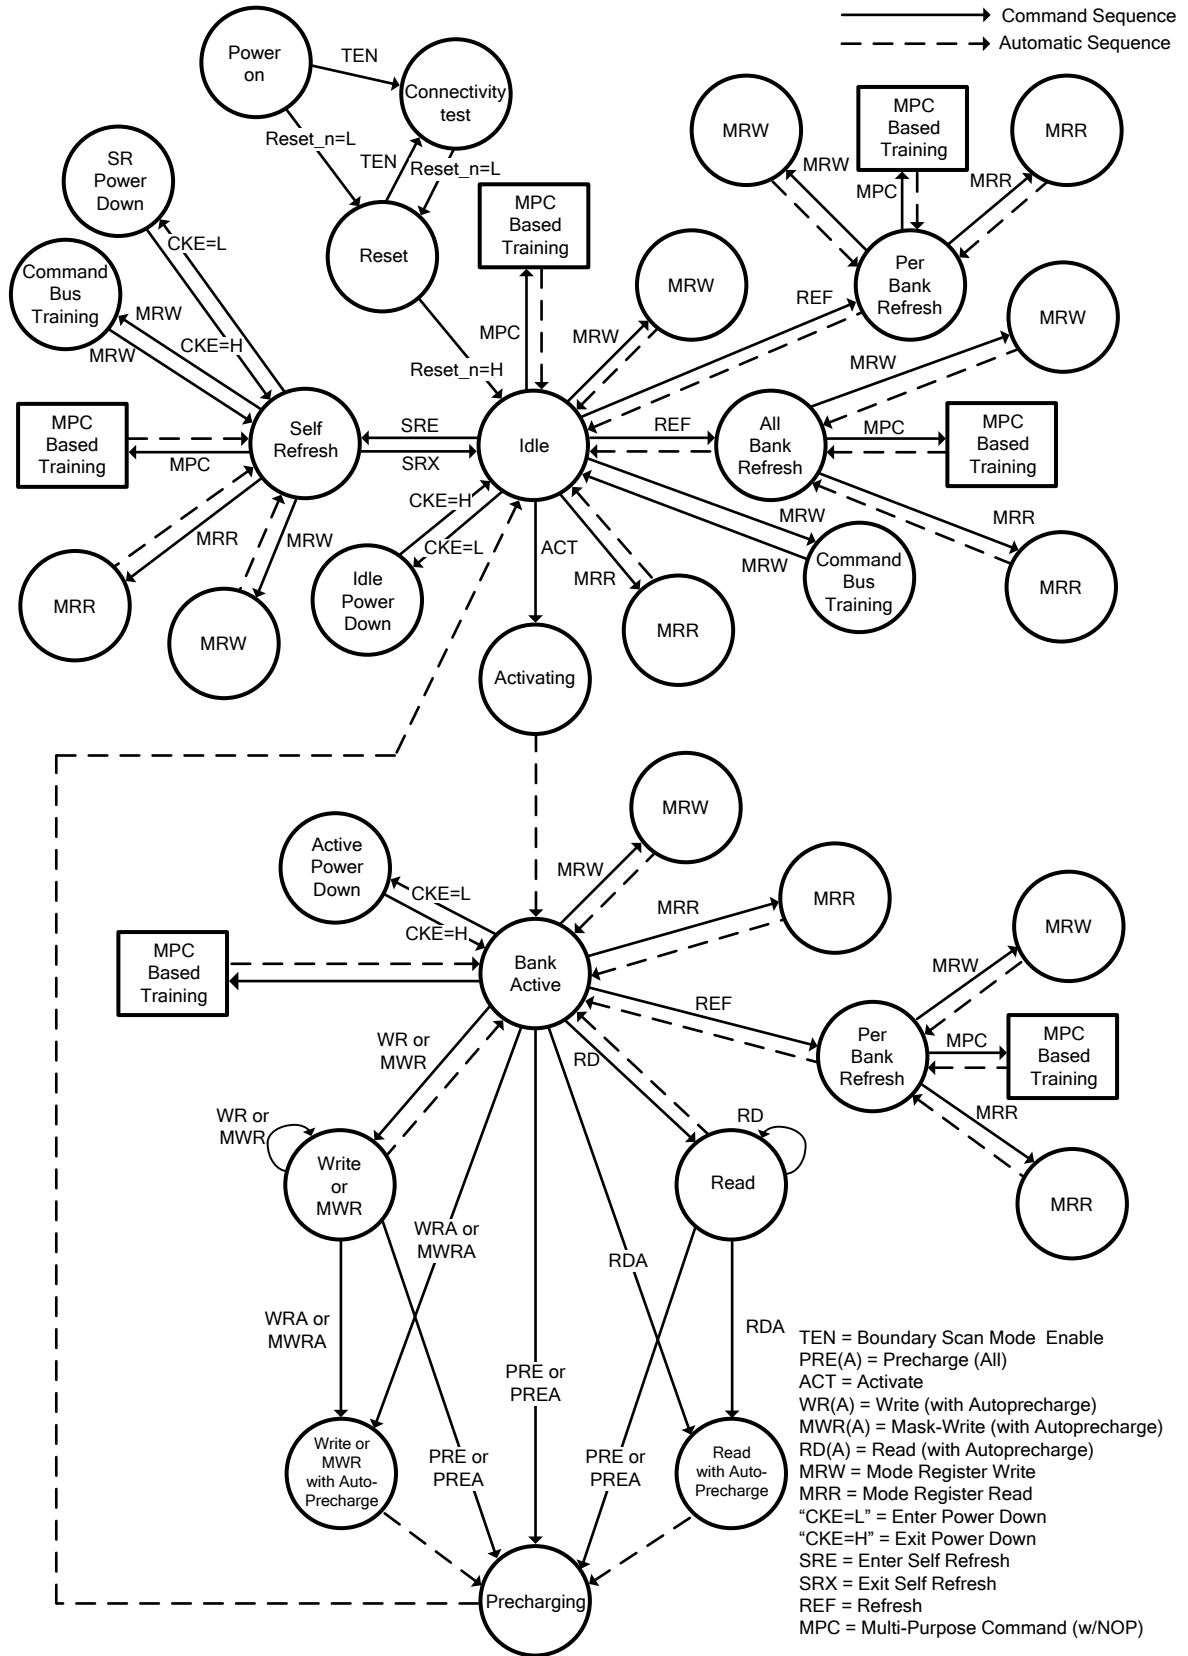 Command Sequence
Automatic Sequence
Power
on
TEN
Connectivity
test
Reset_n=L
TEN
Reset_n=L
Reset
Reset_n=H
SR
Power
Down
CKE=L
CKE=H
Command
Bus
Training
MRW
MRW
MPC
Based
Training
MPC
Self
Refresh
MRR
MRR
MRW
MRW
SRE
SRX
MPC
Based
Training
MPC
MRW
MRW
Idle
CKE=H
CKE=L
Idle
Power
Down
ACT
MRR
MRR
MRW
MRW
Command
Bus
Training
REF
REF
MRW
MRW
MPC
Based
Training
MPC
MRR
MRR
Per
Bank
Refresh
All
Bank
Refresh
MRW
MRW
MPC
MPC
Based
Training
MRR
MRR
Activating
Active
Power
Down
CKE=L
CKE=H
MPC
Based
Training
Bank
Active
MRW
MRW
MRR
MRR
REF
Per
Bank
Refresh
MRW
MRW
MPC
MPC
Based
Training
MRR
MRR
WR or
MWR
RD
WR or
MWR
Write
or
MWR
RD
Read
WRA or
MWRA
RDA
WRA or
MWRA
RDA
PRE or
PREA
PRE or
PREA
PRE or
PREA
Write or
MWR
with Auto-
Precharge
Read
with Auto-
Precharge
Precharging
TEN = Boundary Scan Mode Enable
PRE(A) = Precharge (All)
ACT = Activate
WR(A) = Write (with Autoprecharge)
MWR(A) = Mask-Write (with Autoprecharge)
RD(A) = Read (with Autoprecharge)
MRW = Mode Register Write
MRR = Mode Register Read
“CKE=L” = Enter Power Down
“CKE=H” = Exit Power Down
SRE = Enter Self Refresh
SRX = Exit Self Refresh
REF = Refresh
MPC = Multi-Purpose Command (w/NOP)